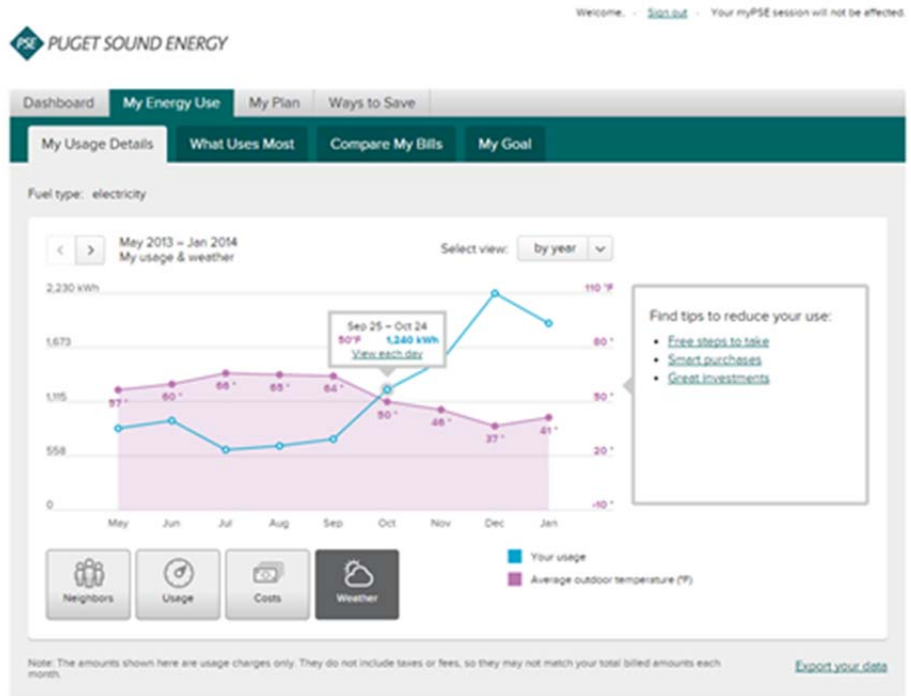 Welcome, - Sign out - Your myPSE session will not be affected.
PSE PUGET SOUND ENERGY
Dashboard My Energy Use My Plan Ways to Save
My Usage Details What Uses Most Compare My Bills My Goal
Fuel type: electricity
< > May 2013 – Jan 2014
My usage & weather
Select view: by year
2,230 kWh
1,673
1,115
558
0
110 °F
80 °
50 °
20 °
-10 °
Sep 25 – Oct 24
50°F 1,240 kWh
View each day
57 ° 60 ° 66 ° 65 ° 64 ° 50 ° 46 ° 37 ° 41 °
May Jun Jul Aug Sep Oct Nov Dec Jan
Find tips to reduce your use:
• Free steps to take
• Smart purchases
• Great investments
Neighbors Usage Costs Weather
Your usage
Average outdoor temperature (°F)
Note: The amounts shown here are usage charges only. They do not include taxes or fees, so they may not match your total billed amounts each
month.
Export your data